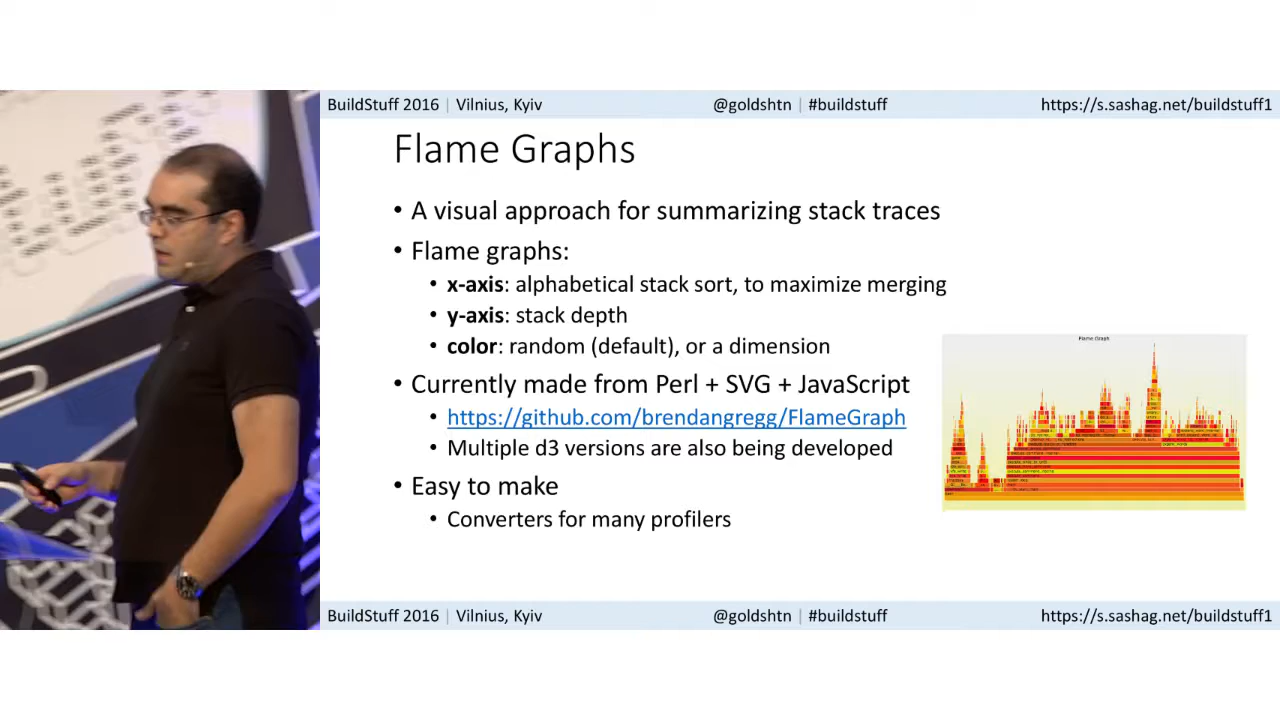 BuildStuff 2016 | Vilnius, Kyiv @goldshtn | #buildstuff https://s.sashag.net/buildstuff1
Flame Graphs
• A visual approach for summarizing stack traces
• Flame graphs:
• x-axis: alphabetical stack sort, to maximize merging
• y-axis: stack depth
• color: random (default), or a dimension
• Currently made from Perl + SVG + JavaScript
• https://github.com/brendangregg/FlameGraph
• Multiple d3 versions are also being developed
• Easy to make
• Converters for many profilers
Flame Graph
BuildStuff 2016 | Vilnius, Kyiv @goldshtn | #buildstuff https://s.sashag.net/buildstuff1